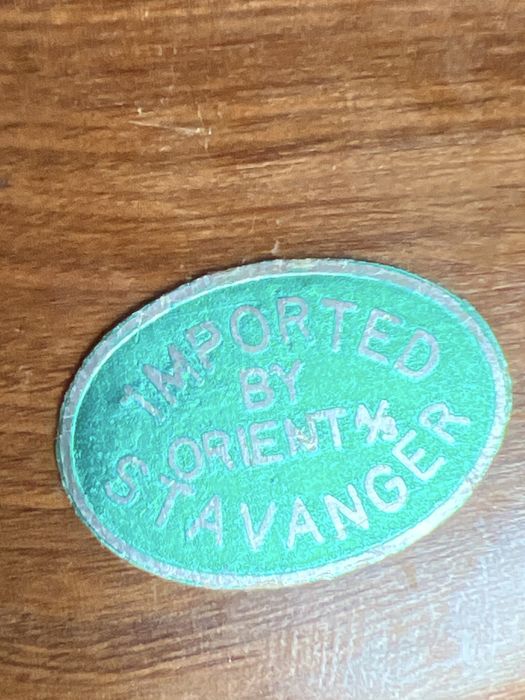 IMPORTED
BY
ORIENT A/S
STAVANGER